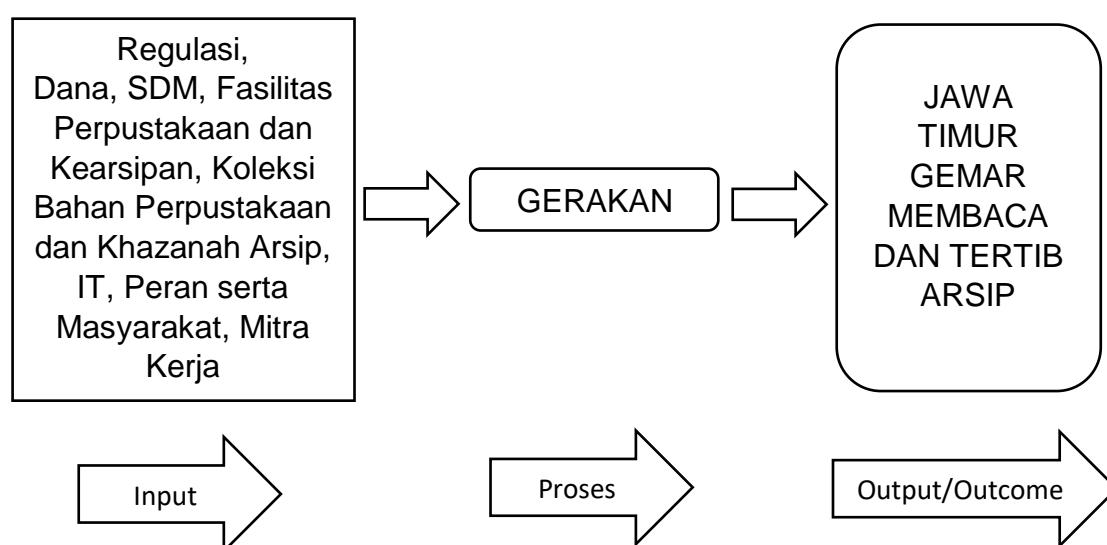 Regulasi,
Dana, SDM, Fasilitas
Perpustakaan dan
Kearsipan, Koleksi
Bahan Perpustakaan
dan Khazanah Arsip,
IT, Peran serta
Masyarakat, Mitra
Kerja
GERAKAN
JAWA
TIMUR
GEMAR
MEMBACA
DAN TERTIB
ARSIP
Input
Proses
Output/Outcome